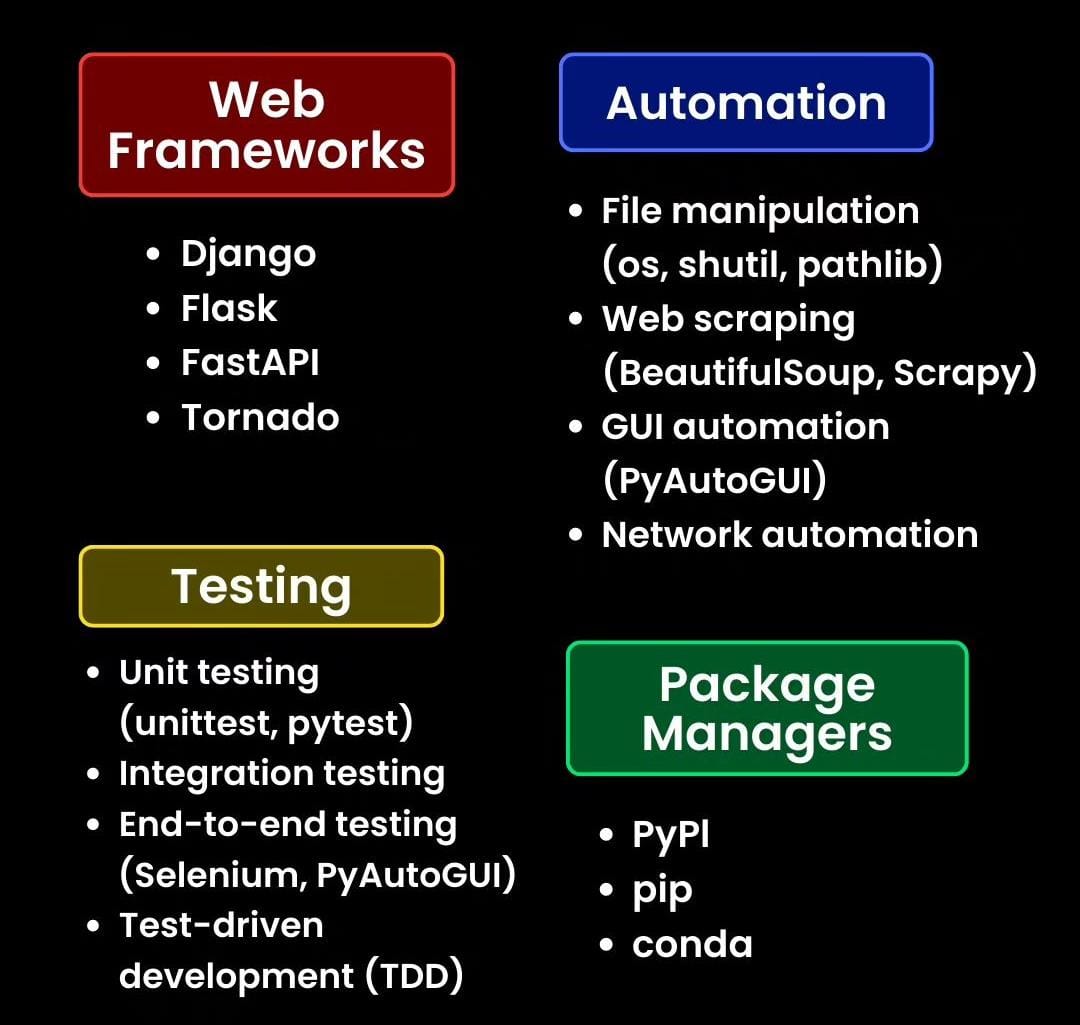 Web
Frameworks
• Django
• Flask
• FastAPI
• Tornado
Automation
• File manipulation
(os, shutil, pathlib)
• Web scraping
(BeautifulSoup, Scrapy)
• GUI automation
(PyAutoGUI)
• Network automation
Testing
• Unit testing
(unittest, pytest)
• Integration testing
• End-to-end testing
(Selenium, PyAutoGUI)
• Test-driven
development (TDD)
Package
Managers
• PyPl
• pip
• conda